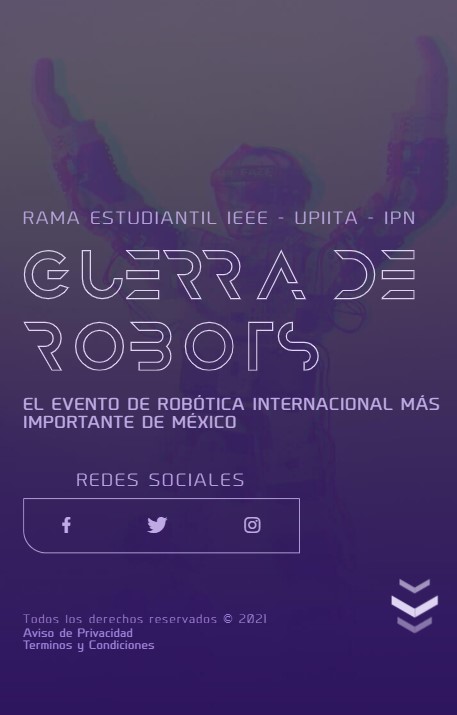 RAMA ESTUDIANTIL IEEE - UPIITA - IPN
GUERRA DE
ROBOTS
EL EVENTO DE ROBÓTICA INTERNACIONAL MÁS
IMPORTANTE DE MÉXICO
REDES SOCIALES
Todos los derechos reservados © 2021
Aviso de Privacidad
Terminos y Condiciones